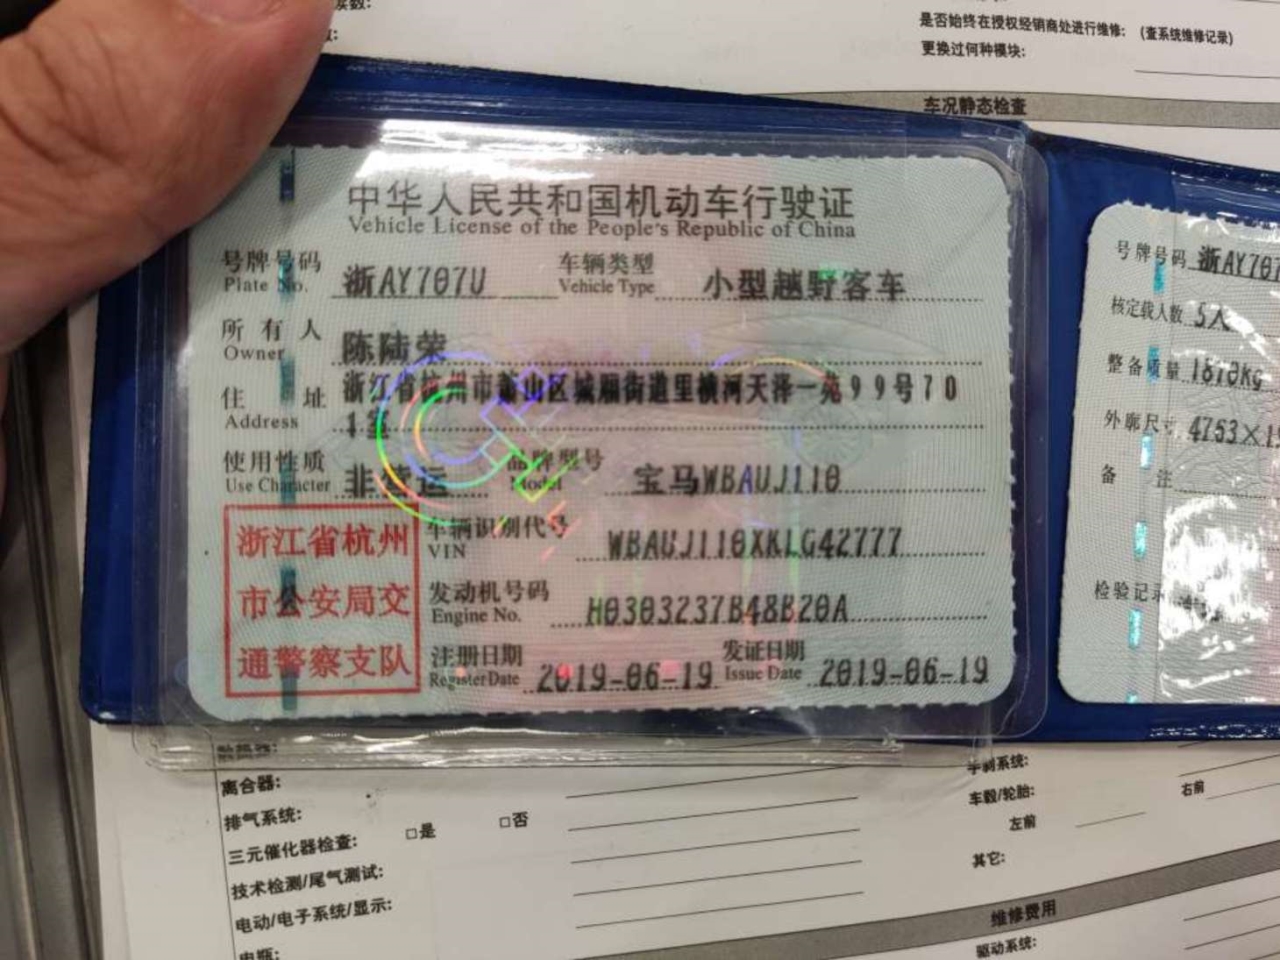 是否始终在授权经销商处进行维修: (查系统维修记录)
更换过何种模块:
车况静态检查
中华人民共和国机动车行驶证
Vehicle License of the People's Republic of China
号牌号码 浙AY707U 车辆类型 小型越野客车
Plate No. Vehicle Type
所有人 陈陆荣
Owner
住址 浙江省杭州市萧山区城厢街道里横河天泽一苑99号70
Address 1室
使用性质 非营运 品牌型号 宝马WBAUJ110
Use Character Model
浙江省杭州
市公安局交
通警察支队
车辆识别代号 WBAUJ110XKLG42777
VIN
发动机号码 H0303237B48B20A
Engine No.
注册日期 2019-06-19 发证日期 2019-06-19
Register Date Issue Date
号牌号码 浙AY707
核定载人数 5人
整备质量 1870kg
外廓尺寸 4753×1
备注
检验记录
离合器:
排气系统:
三元催化器检查: □是 □否
技术检测/尾气测试:
电动/电子系统/显示:
电瓶:
手刹系统:
车毂/轮胎: 右前
左前
其它:
维修费用
驱动系统: